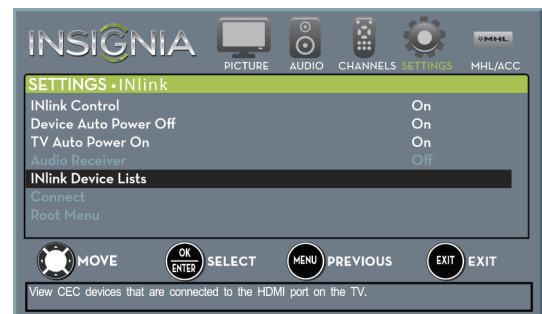 INSIGNIA
PICTURE AUDIO CHANNELS SETTINGS MHL MHL/ACC
SETTINGS • INlink
INlink Control On
Device Auto Power Off On
TV Auto Power On On
Audio Receiver Off
INlink Device Lists
Connect
Root Menu
MOVE OK ENTER SELECT MENU PREVIOUS EXIT EXIT
View CEC devices that are connected to the HDMI port on the TV.